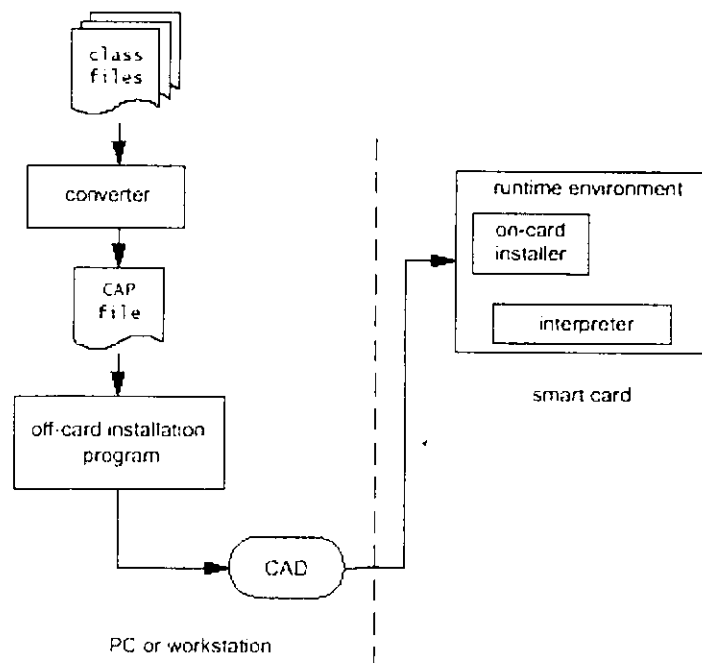 class
files
converter
CAP
file
off-card installation
program
CAD
PC or workstation
runtime environment
on-card
installer
interpreter
smart card